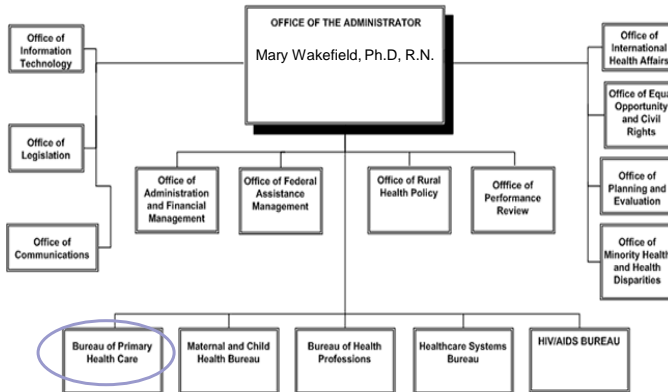 OFFICE OF THE ADMINISTRATOR
Mary Wakefield, Ph.D, R.N.
Office of
Information
Technology
Office of
Legislation
Office of
Communications
Office of
International
Health Affairs
Office of Equa
Opportunity
and Civil
Rights
Office of
Planning and
Evaluation
Office of
Minority Health
and Health
Disparities
Office of
Administration
and Financial
Management
Office of Federal
Assistance
Management
Office of Rural
Health Policy
Offfice of
Performance
Review
Bureau of Primary
Health Care
Maternal and Child
Health Bureau
Bureau of Health
Professions
Healthcare Systems
Bureau
HIV/AIDS BUREAU